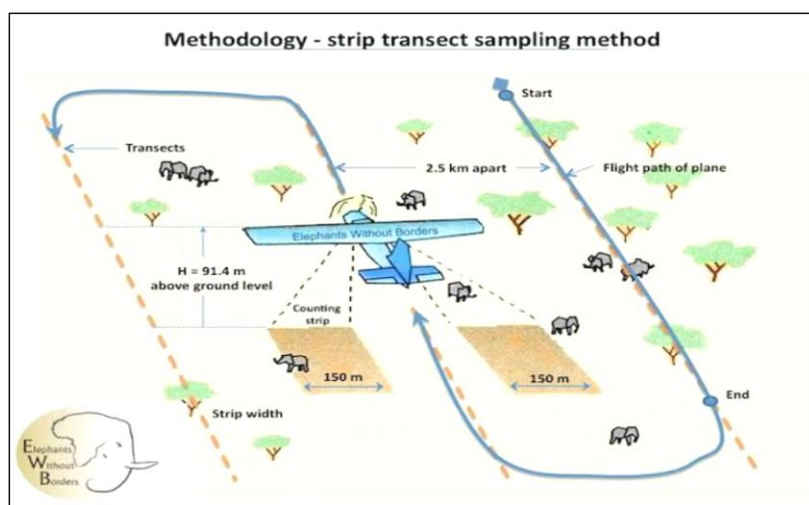 Methodology - strip transect sampling method
Start
Transects
2.5 km apart
Flight path of plane
Elephants Without Borders
H = 91.4 m
above ground level
Counting
strip
150 m
150 m
End
Strip width
Elephants
Without
Borders